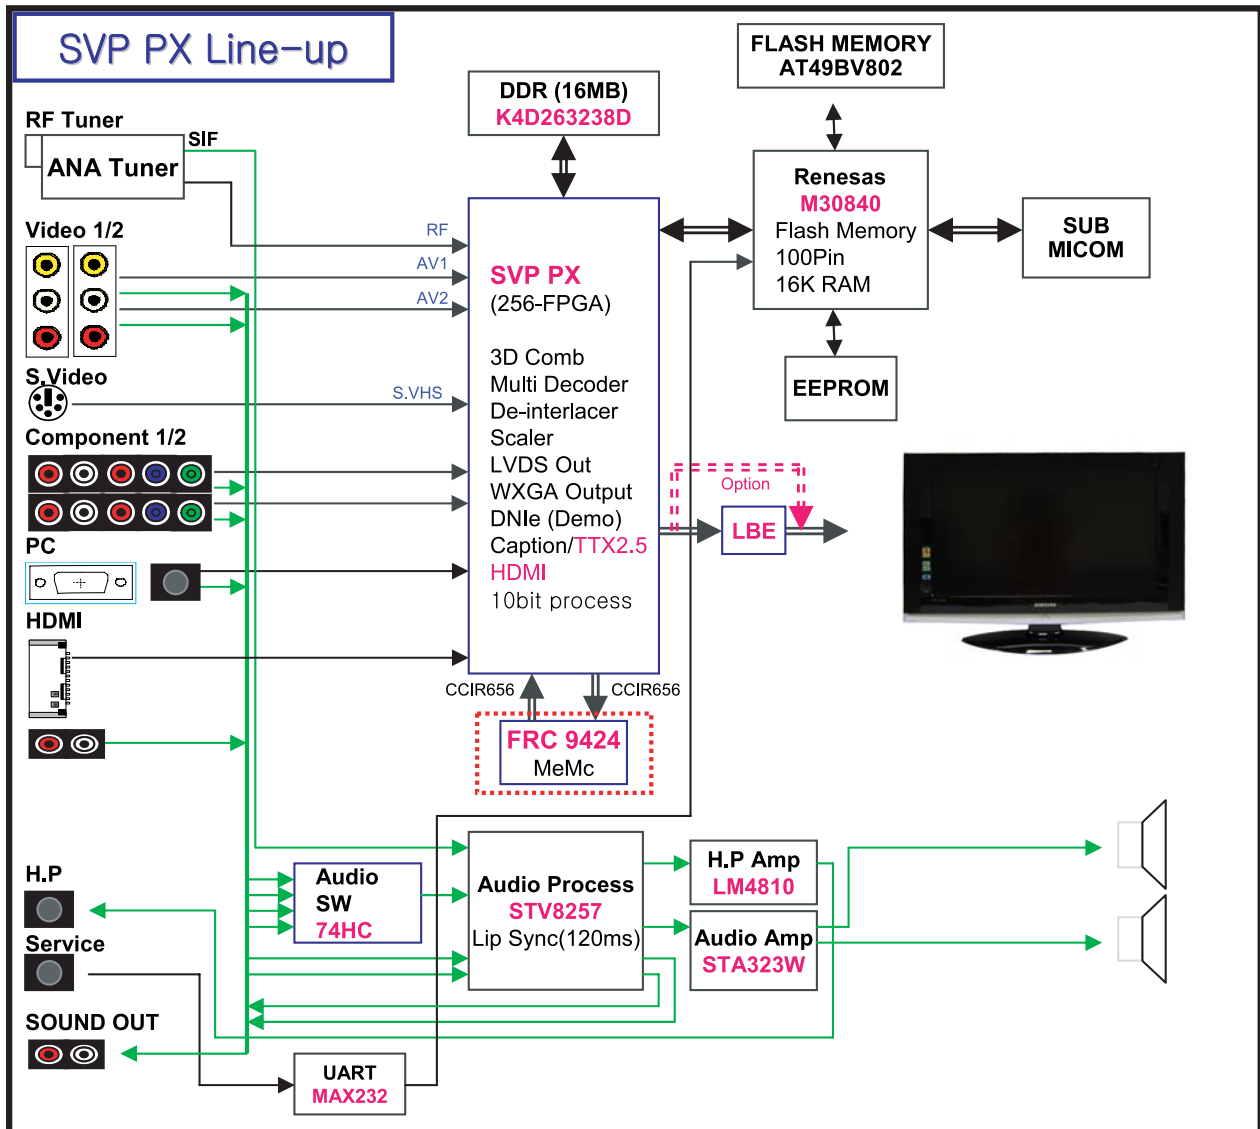 SVP PX Line-up
FLASH MEMORY
AT49BV802
DDR (16MB)
K4D263238D
RF Tuner
SIF
ANA Tuner
Renesas
M30840
Flash Memory
100Pin
16K RAM
SUB
MICOM
Video 1/2
RF
AV1
AV2
SVP PX
(256-FPGA)
3D Comb
Multi Decoder
De-interlacer
Scaler
LVDS Out
WXGA Output
DNIe (Demo)
Caption/TTX2.5
HDMI
10bit process
EEPROM
S.Video
S.VHS
Component 1/2
Option
LBE
PC
HDMI
SAMSUNG
CCIR656
CCIR656
FRC 9424
MeMc
H.P
Audio
SW
74HC
Audio Process
STV8257
Lip Sync(120ms)
H.P Amp
LM4810
Audio Amp
STA323W
Service
SOUND OUT
UART
MAX232